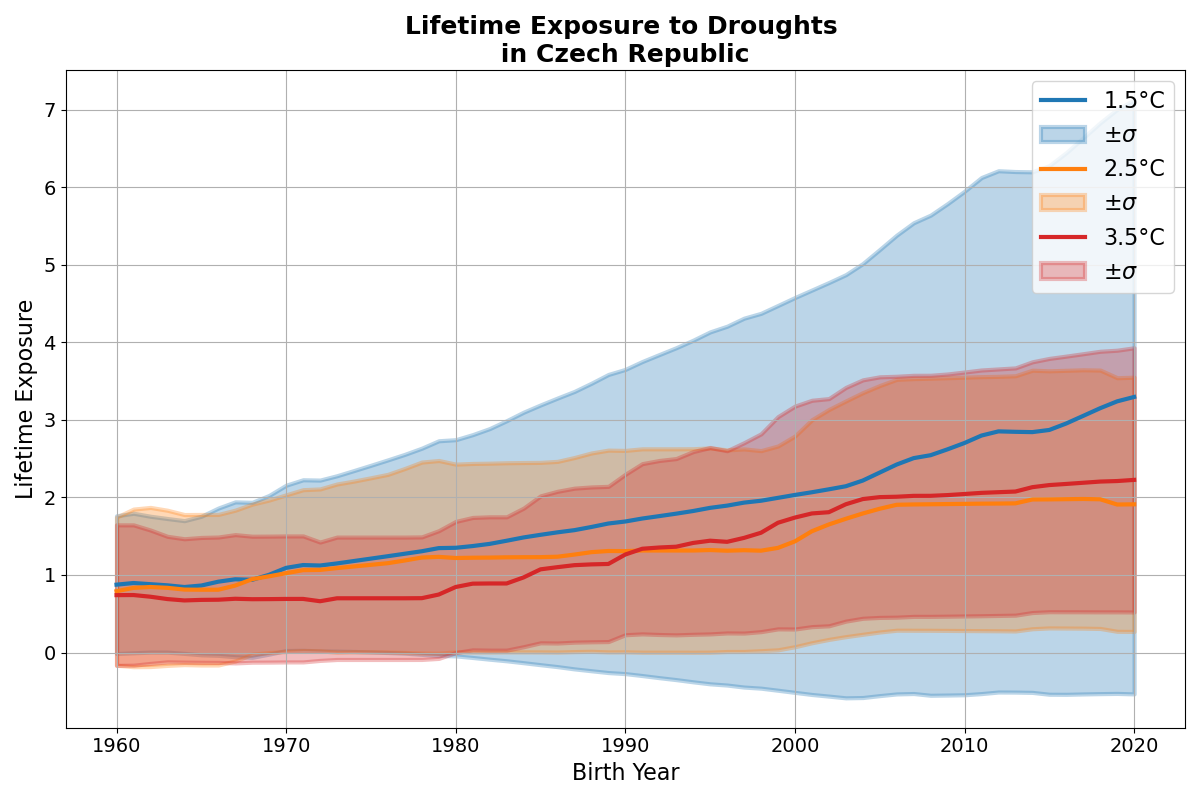 Lifetime Exposure to Droughts
in Czech Republic
7
6
5
4
3
2
1
0
Lifetime Exposure
1.5°C
±σ
2.5°C
±σ
3.5°C
±σ
1960 1970 1980 1990 2000 2010 2020
Birth Year